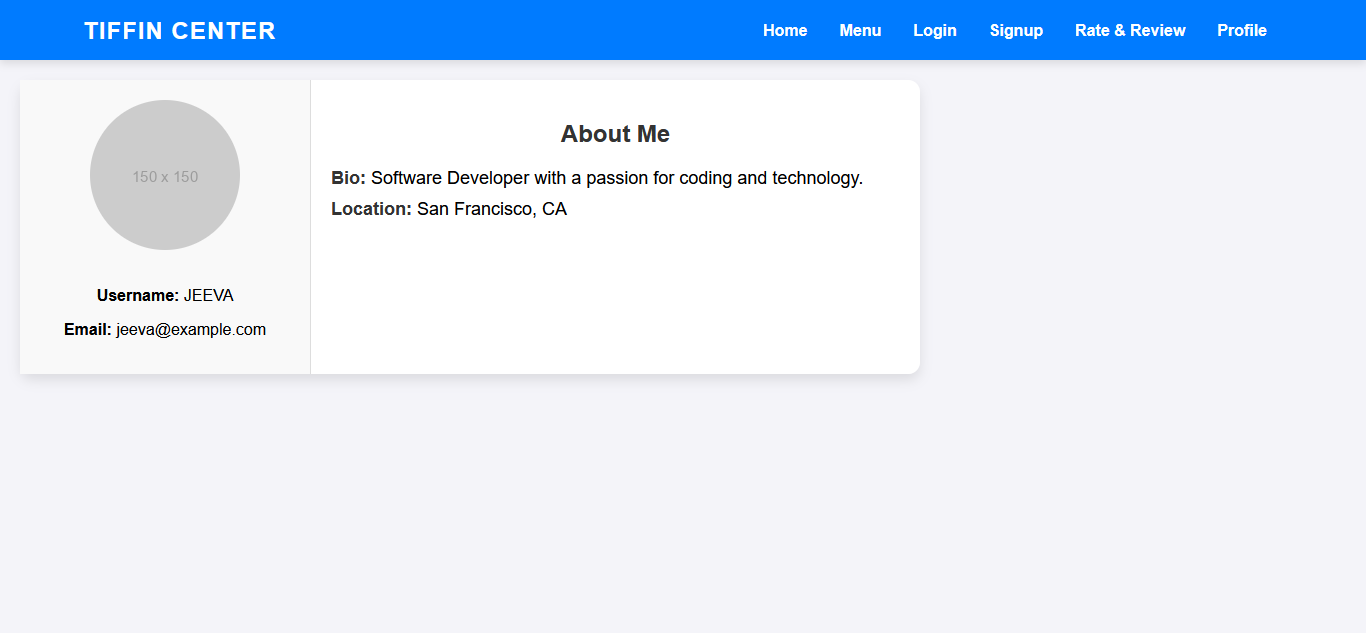 TIFFIN CENTER
Home Menu Login Signup Rate & Review Profile
150 x 150
Username: JEEVA
Email: jeeva@example.com
About Me
Bio: Software Developer with a passion for coding and technology.
Location: San Francisco, CA